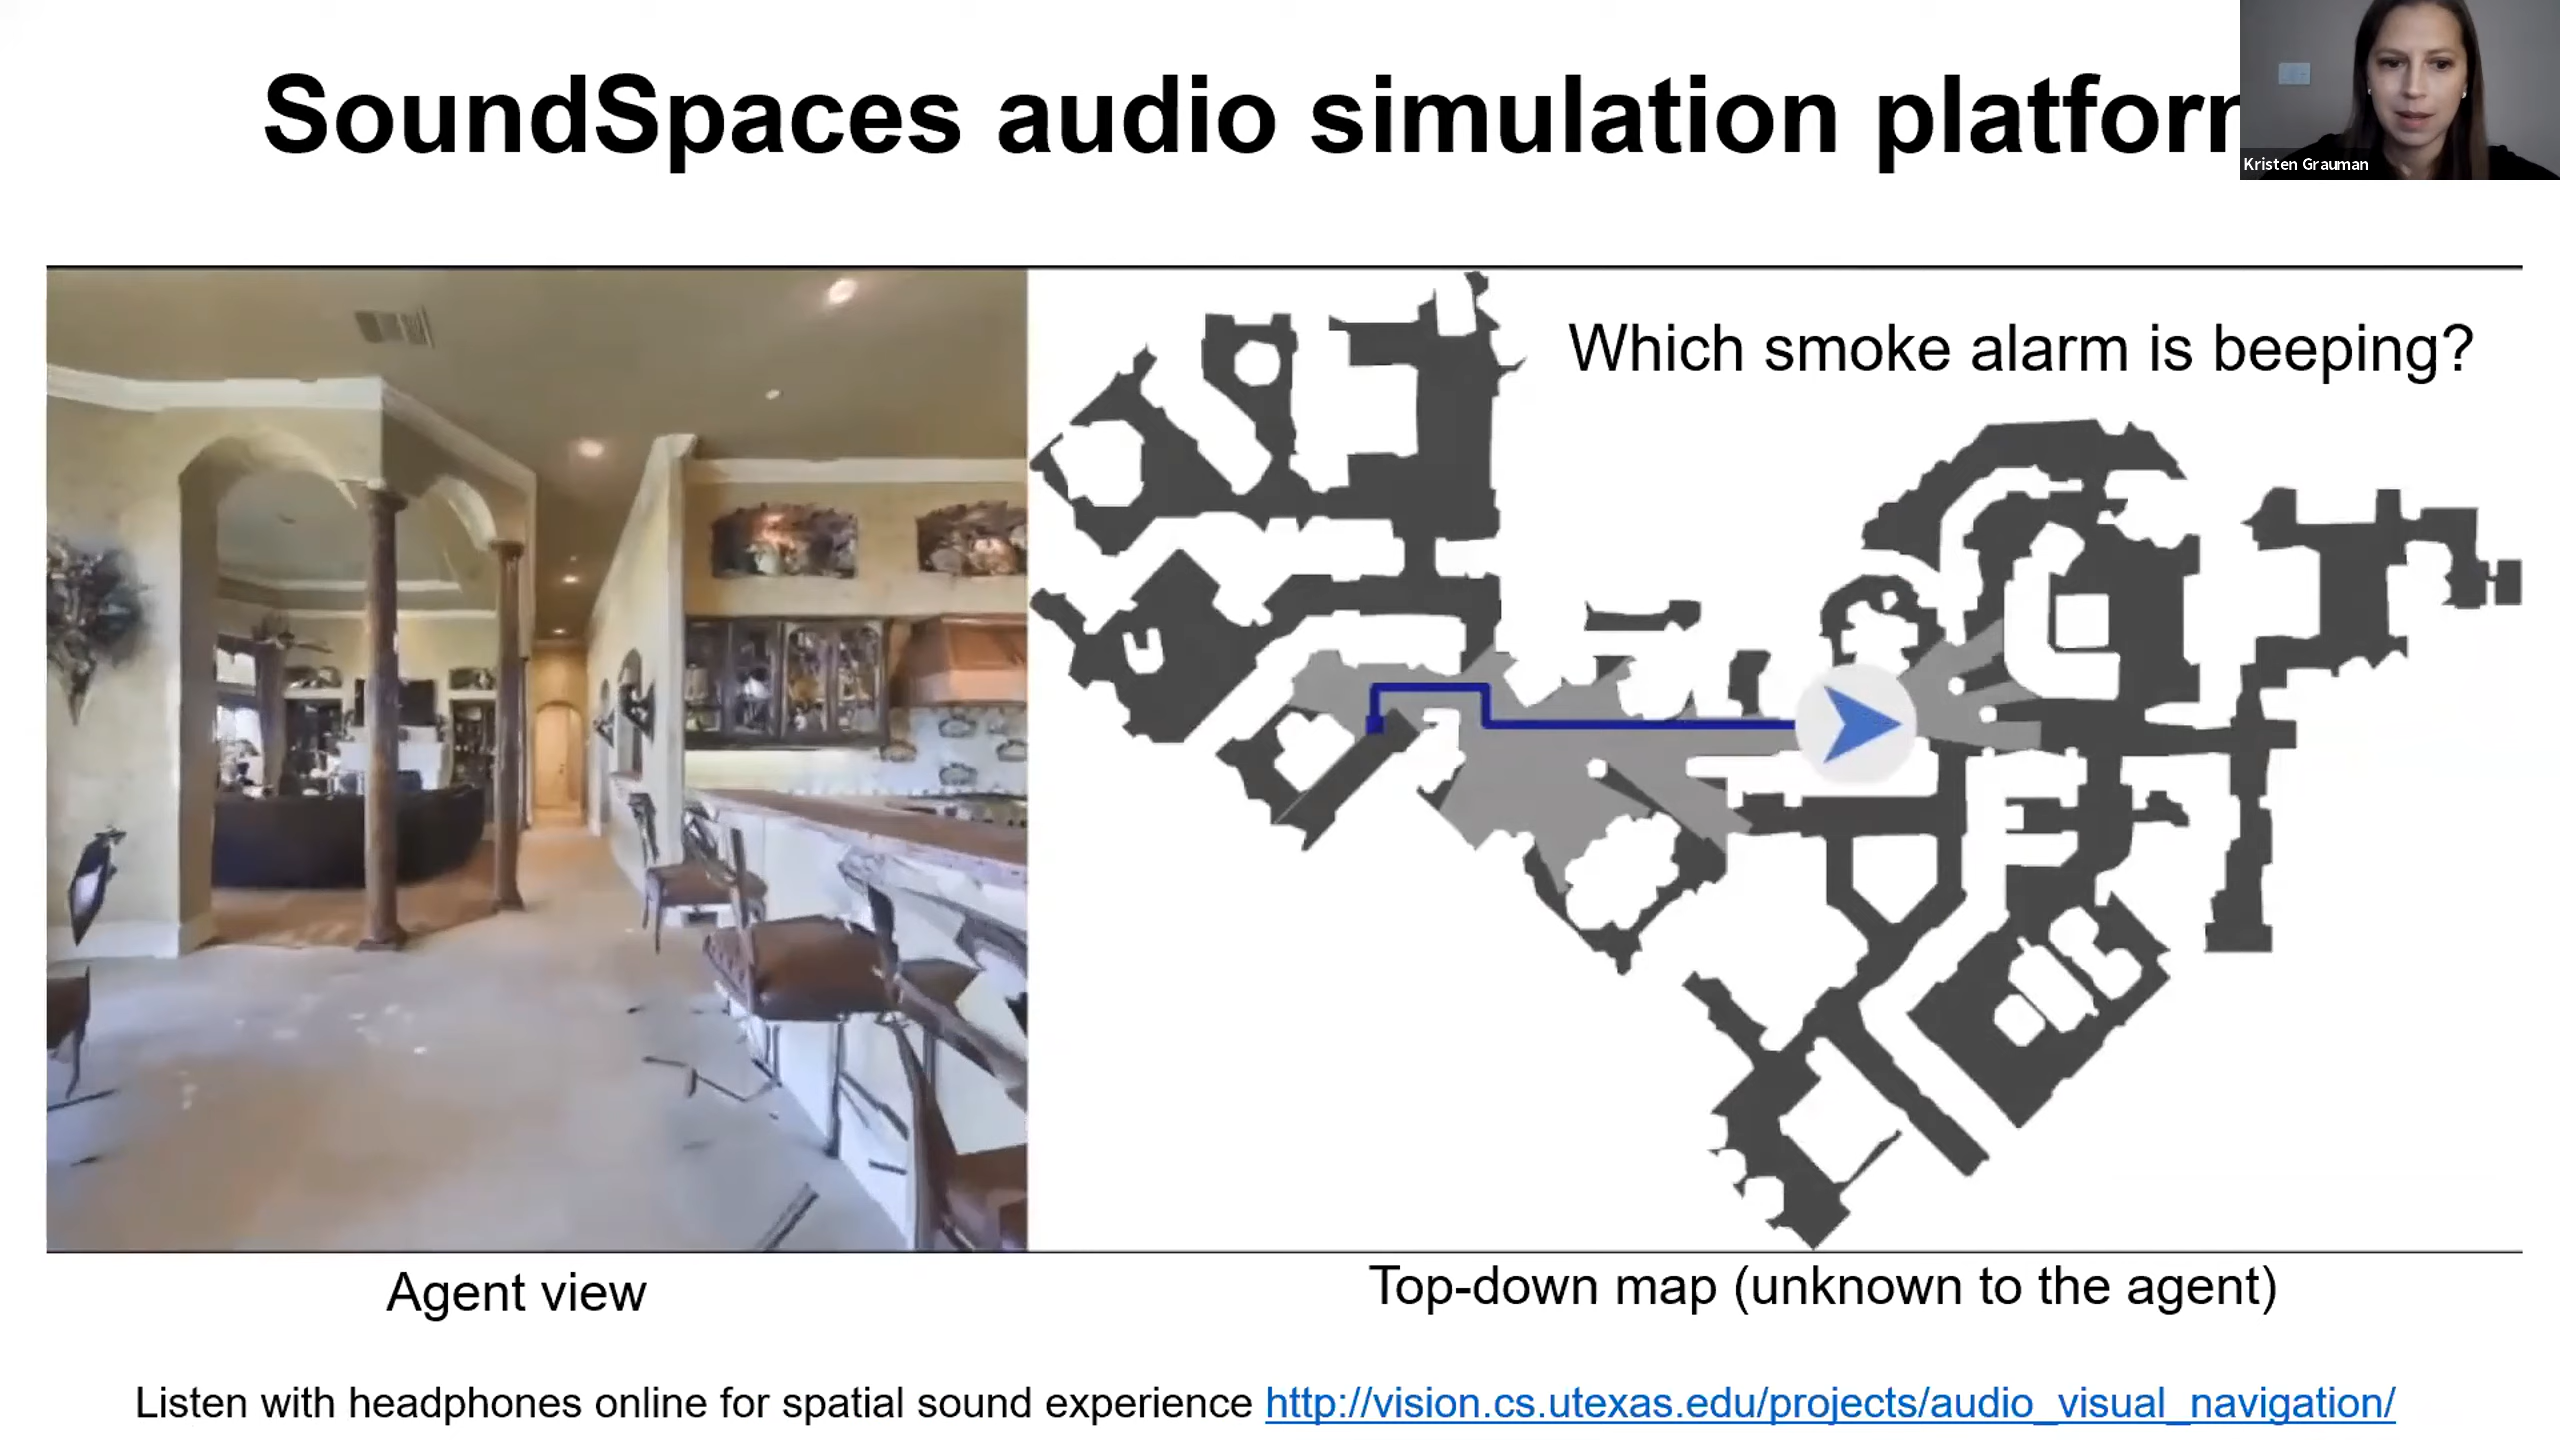 SoundSpaces audio simulation platfor
Kristen Grauman
Which smoke alarm is beeping?
Agent view
Top-down map (unknown to the agent)
Listen with headphones online for spatial sound experience http://vision.cs.utexas.edu/projects/audio_visual_navigation/